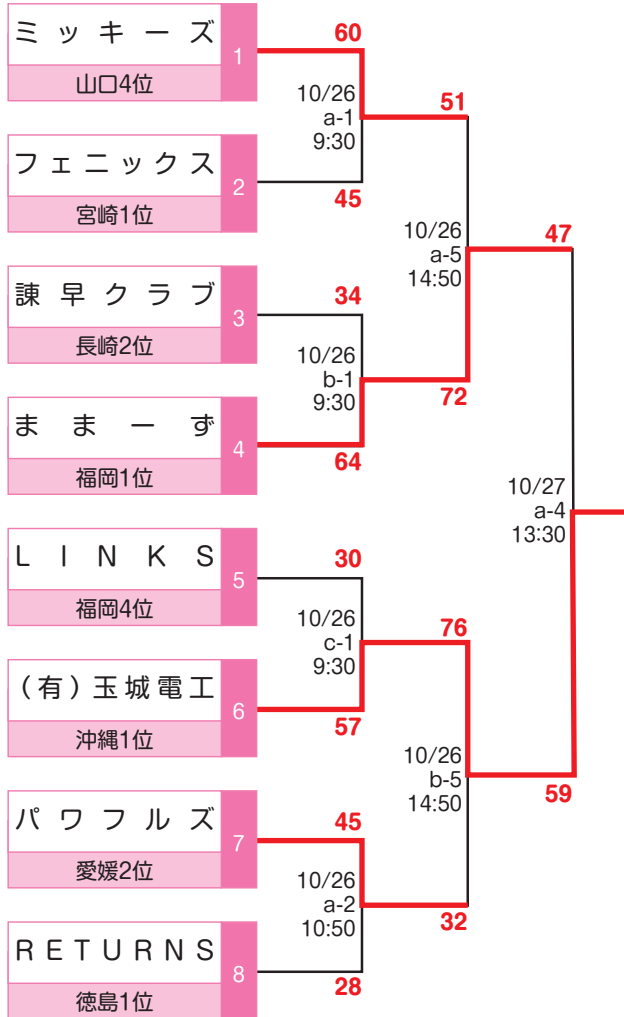 ミッキーズ
山口4位
1
フェニックス
宮崎1位
2
諫早クラブ
長崎2位
3
ままーず
福岡1位
4
LINKS
福岡4位
5
(有)玉城電工
沖縄1位
6
パワフルズ
愛媛2位
7
RETURNS
徳島1位
8
60
10/26
a-1
9:30
45
34
10/26
b-1
9:30
64
30
10/26
c-1
9:30
57
45
10/26
a-2
10:50
28
51
10/26
a-5
14:50
72
76
10/26
b-5
14:50
32
47
10/27
a-4
13:30
59